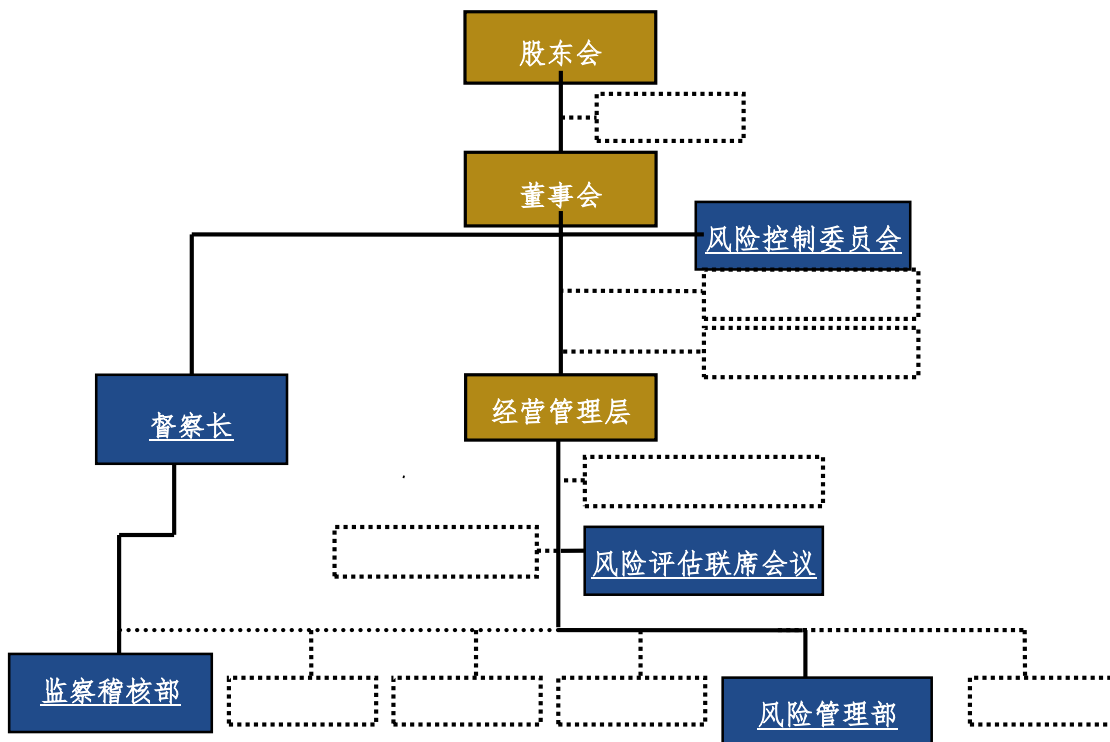 股东会
董事会
风险控制委员会
督察长
经营管理层
风险评估联席会议
监察稽核部
风险管理部